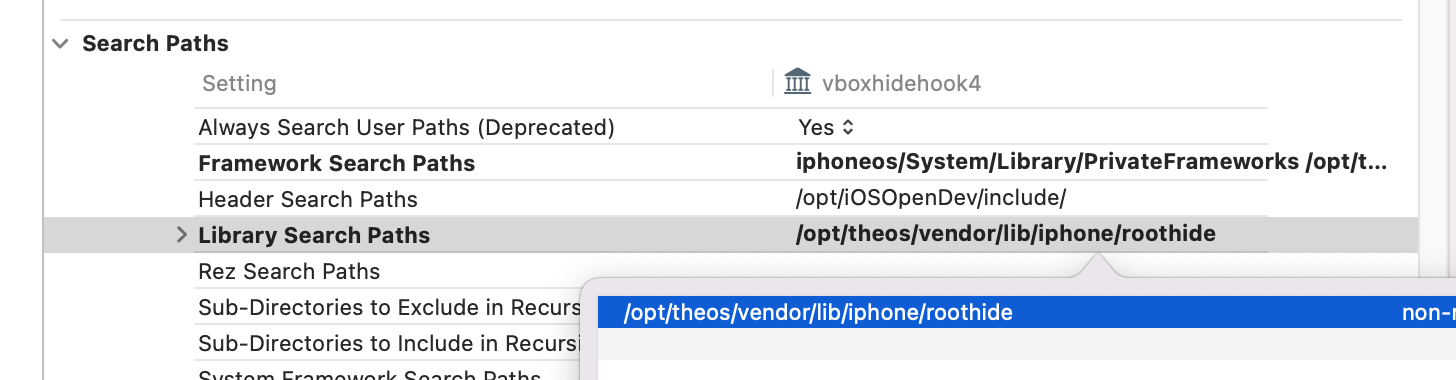 Search Paths
Setting vboxhidehook4
Always Search User Paths (Deprecated) Yes
Framework Search Paths iphoneos/System/Library/PrivateFrameworks /opt/t...
Header Search Paths /opt/iOSOpenDev/include/
Library Search Paths /opt/theos/vendor/lib/iphone/roothide
Rez Search Paths
/opt/theos/vendor/lib/iphone/roothide non-
Sub-Directories to Exclude in Recurs
Sub-Directories to Include in Recursi
System Framework Search Paths